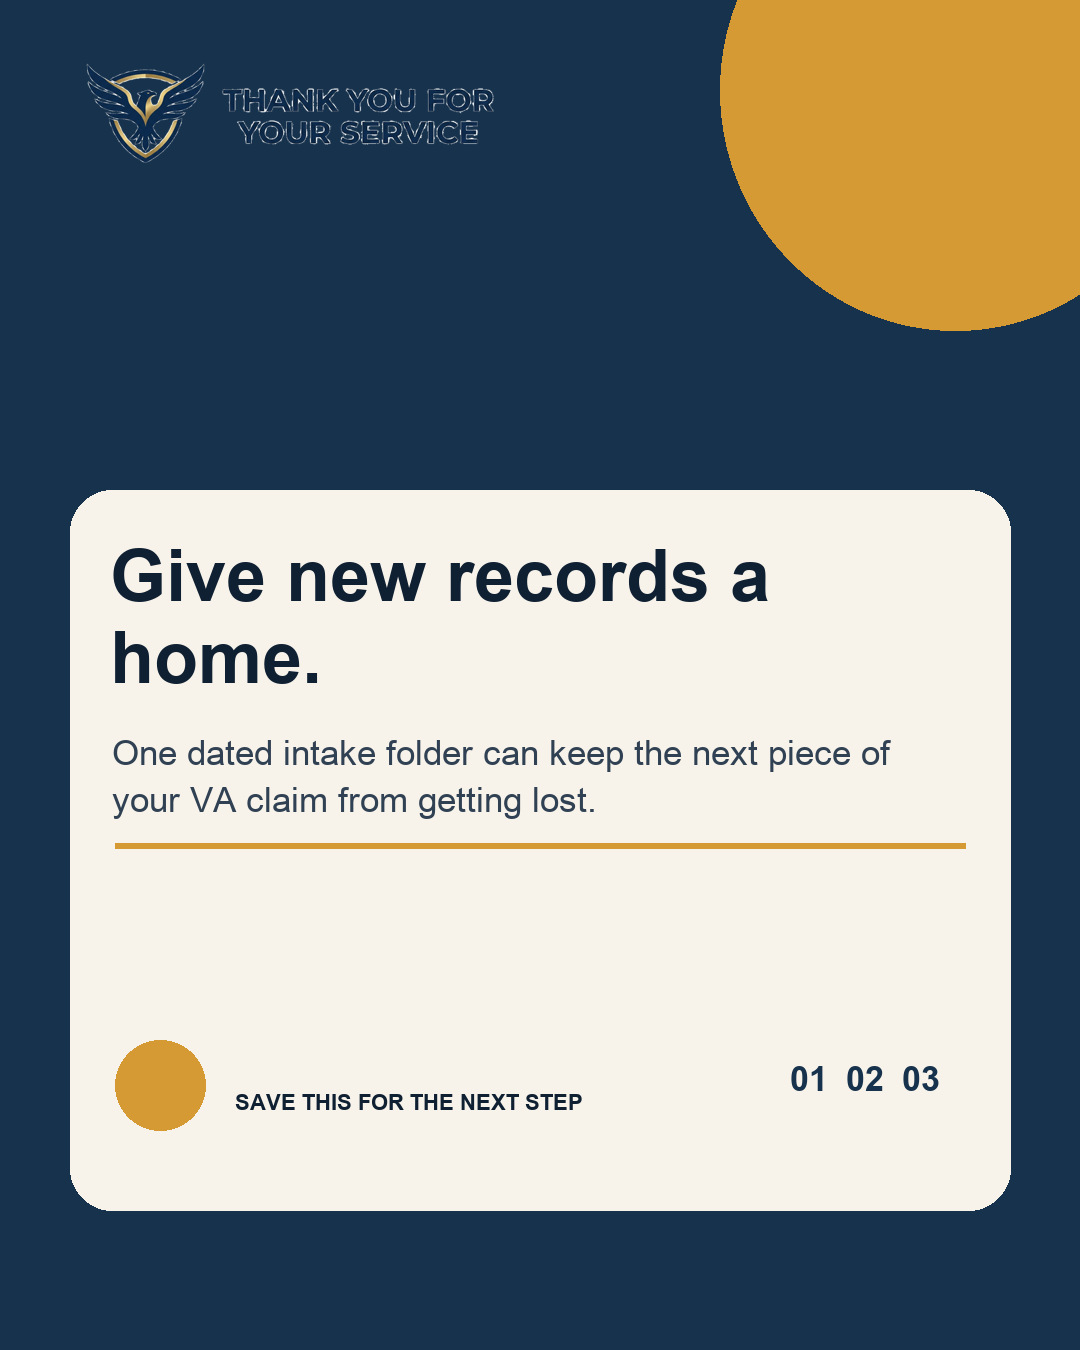 THANK YOU FOR
YOUR SERVICE
Give new records a
home.
One dated intake folder can keep the next piece of
your VA claim from getting lost.
SAVE THIS FOR THE NEXT STEP
01 02 03